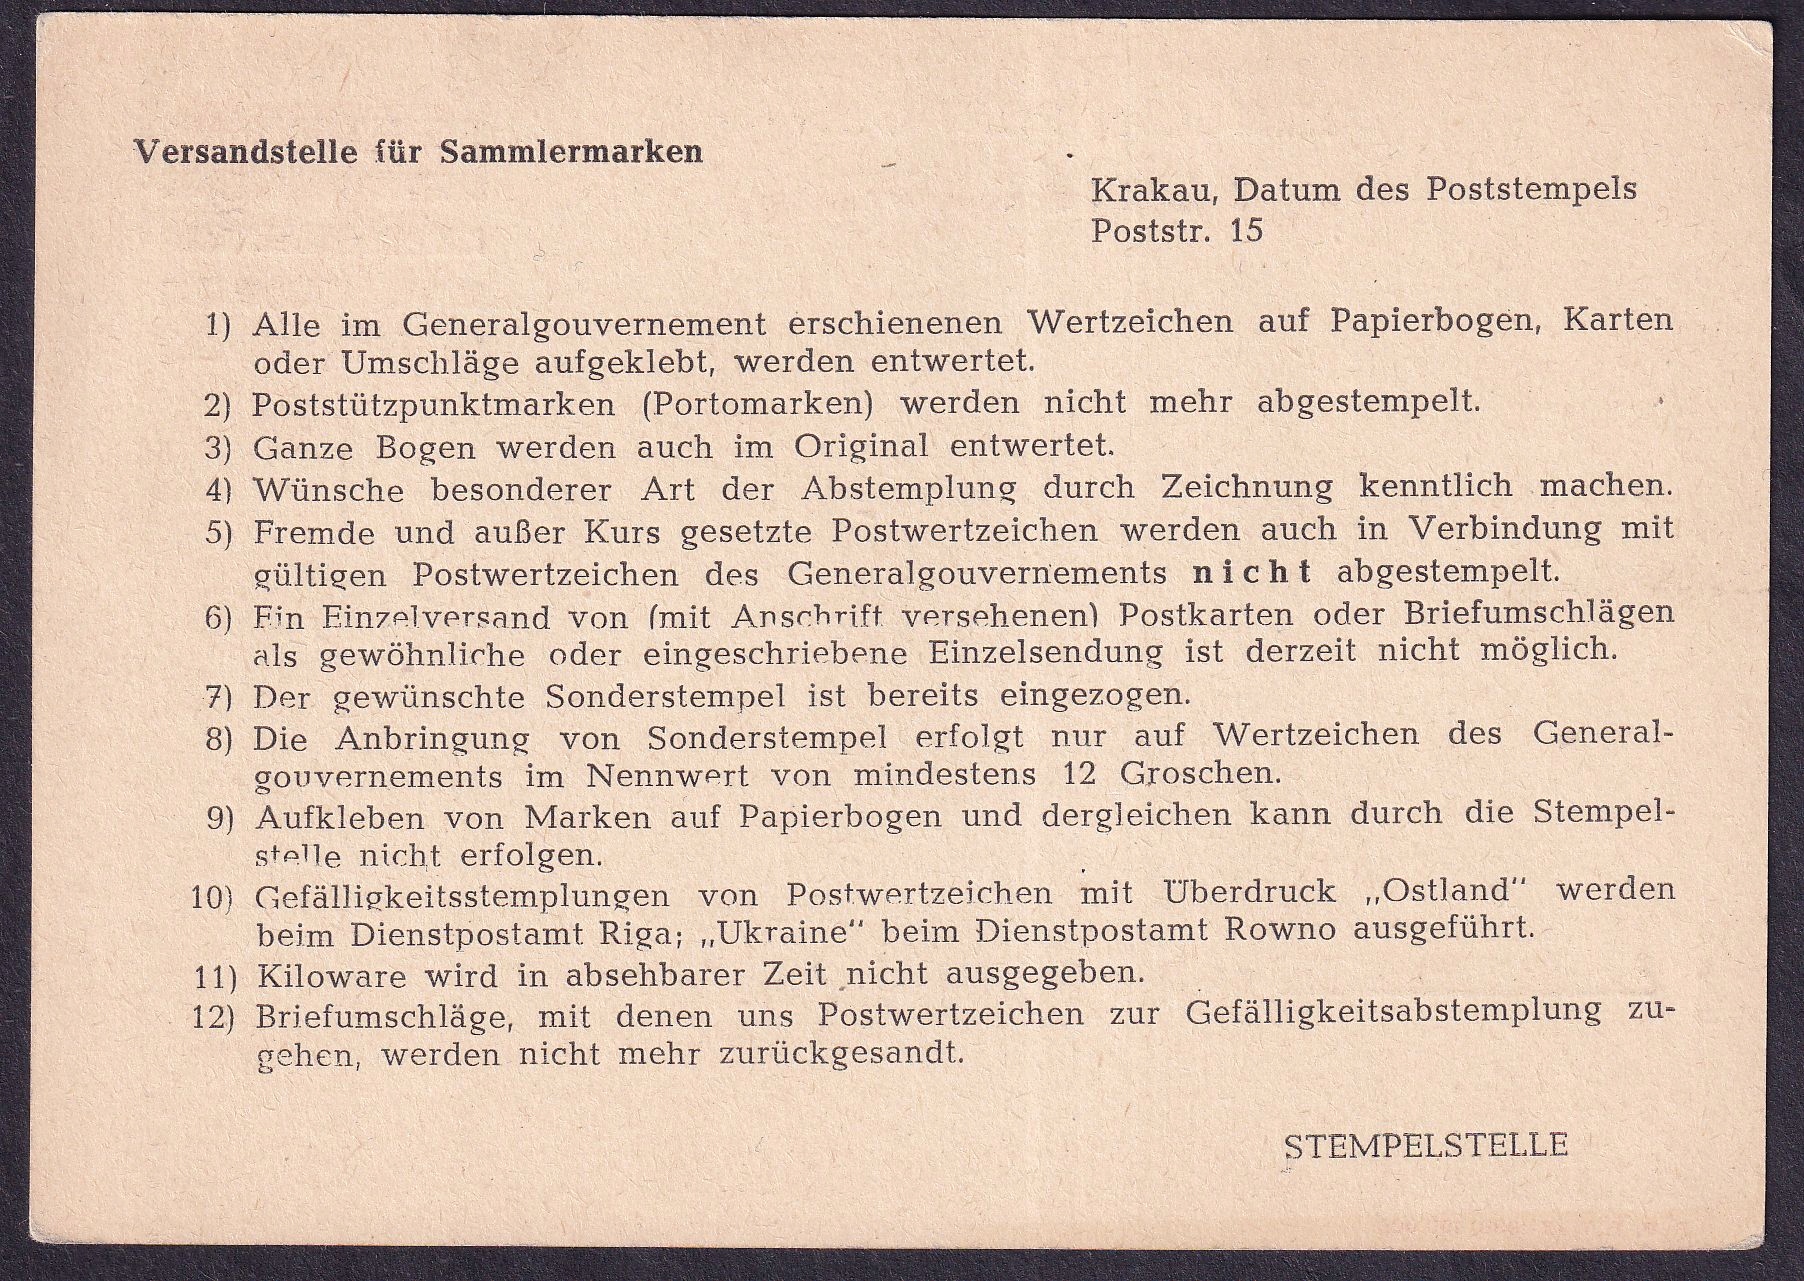 Versandstelle für Sammlermarken
Krakau, Datum des Poststempels
Poststr. 15
1) Alle im Generalgouvernement erschienenen Wertzeichen auf Papierbogen, Karten
oder Umschläge aufgeklebt, werden entwertet.
2) Poststützpunktmarken (Portomarken) werden nicht mehr abgestempelt.
3) Ganze Bogen werden auch im Original entwertet.
4) Wünsche besonderer Art der Abstemplung durch Zeichnung kenntlich machen.
5) Fremde und außer Kurs gesetzte Postwertzeichen werden auch in Verbindung mit
gültigen Postwertzeichen des Generalgouvernements nicht abgestempelt.
6) Ein Einzelversand von (mit Anschrift versehenen) Postkarten oder Briefumschlägen
als gewöhnliche oder eingeschriebene Einzelsendung ist derzeit nicht möglich.
7) Der gewünschte Sonderstempel ist bereits eingezogen.
8) Die Anbringung von Sonderstempel erfolgt nur auf Wertzeichen des General-
gouvernements im Nennwert von mindestens 12 Groschen.
9) Aufkleben von Marken auf Papierbogen und dergleichen kann durch die Stempel-
stelle nicht erfolgen.
10) Gefälligkeitsstemplungen von Postwertzeichen mit Überdruck „Ostland" werden
beim Dienstpostamt Riga; „Ukraine" beim Dienstpostamt Rowno ausgeführt.
11) Kiloware wird in absehbarer Zeit nicht ausgegeben.
12) Briefumschläge, mit denen uns Postwertzeichen zur Gefälligkeitsabstemplung zu-
gehen, werden nicht mehr zurückgesandt.
STEMPELSTELLE